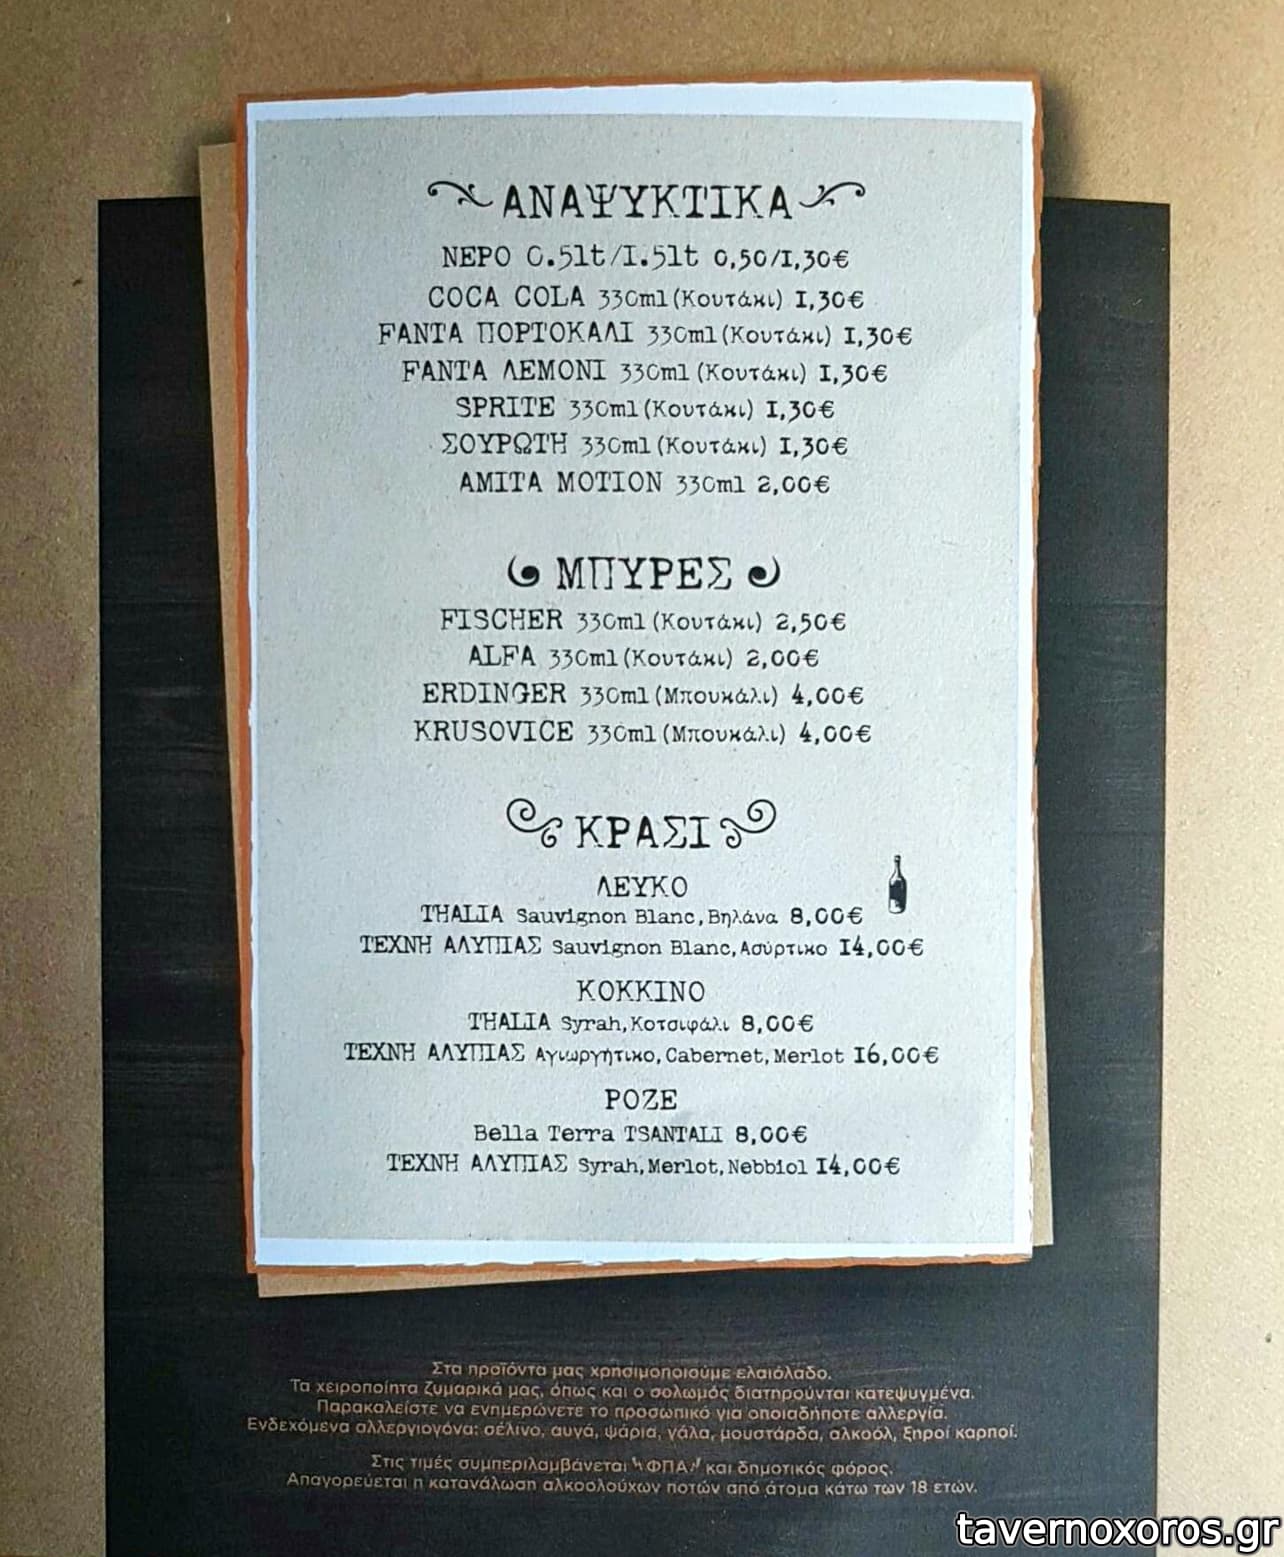 ΑΝΑΨΥΚΤΙΚΑ
ΝΕΡΟ 0.5lt/1.5lt 0,50/1,30€
COCA COLA 330ml(Κουτάκι) 1,30€
FANTA ΠΟΡΤΟΚΑΛΙ 330ml(Κουτάκι) 1,30€
FANTA ΛΕΜΟΝΙ 330ml(Κουτάκι) 1,30€
SPRITE 330ml(Κουτάκι) 1,30€
ΣΟΥΡΩΤΗ 330ml(Κουτάκι) 1,30€
ΑΜΙΤΑ MOTION 330ml 2,00€
ΜΠΥΡΕΣ
FISCHER 330ml(Κουτάκι) 2,50€
ALFA 330ml(Κουτάκι) 2,00€
ERDINGER 330ml(Μπουκάλι) 4,00€
KRUSOVICE 330ml(Μπουκάλι) 4,00€
ΚΡΑΣΙ
ΛΕΥΚΟ
THALIA Sauvignon Blanc,Βηλάνα 8,00€
ΤΕΧΝΗ ΑΛΥΠΙΑΣ Sauvignon Blanc,Ασύρτικο 14,00€
ΚΟΚΚΙΝΟ
THALIA Syrah,Κοτσιφάλι 8,00€
ΤΕΧΝΗ ΑΛΥΠΙΑΣ Αγιωργήτικο,Cabernet,Merlot 16,00€
ΡΟΖΕ
Bella Terra TSANTALI 8,00€
ΤΕΧΝΗ ΑΛΥΠΙΑΣ Syrah,Merlot,Nebbiol 14,00€
Στα προϊόντα μας χρησιμοποιούμε ελαιόλαδο.
Τα χειροποίητα ζυμαρικά μας, όπως και ο σολωμός διατηρούνται κατεψυγμένα.
Παρακαλείστε να ενημερώνετε το προσωπικό για οποιαδήποτε αλλεργία.
Ενδεχόμενα αλλεργιογόνα: σέλινο, αυγά, ψάρια, γάλα, μουστάρδα, αλκοόλ, ξηροί καρποί.
Στις τιμές συμπεριλαμβάνεται ΦΠΑ και δημοτικός φόρος.
Απαγορεύεται η κατανάλωση αλκοολούχων ποτών από άτομα κάτω των 18 ετών.
tavernoxoros.gr